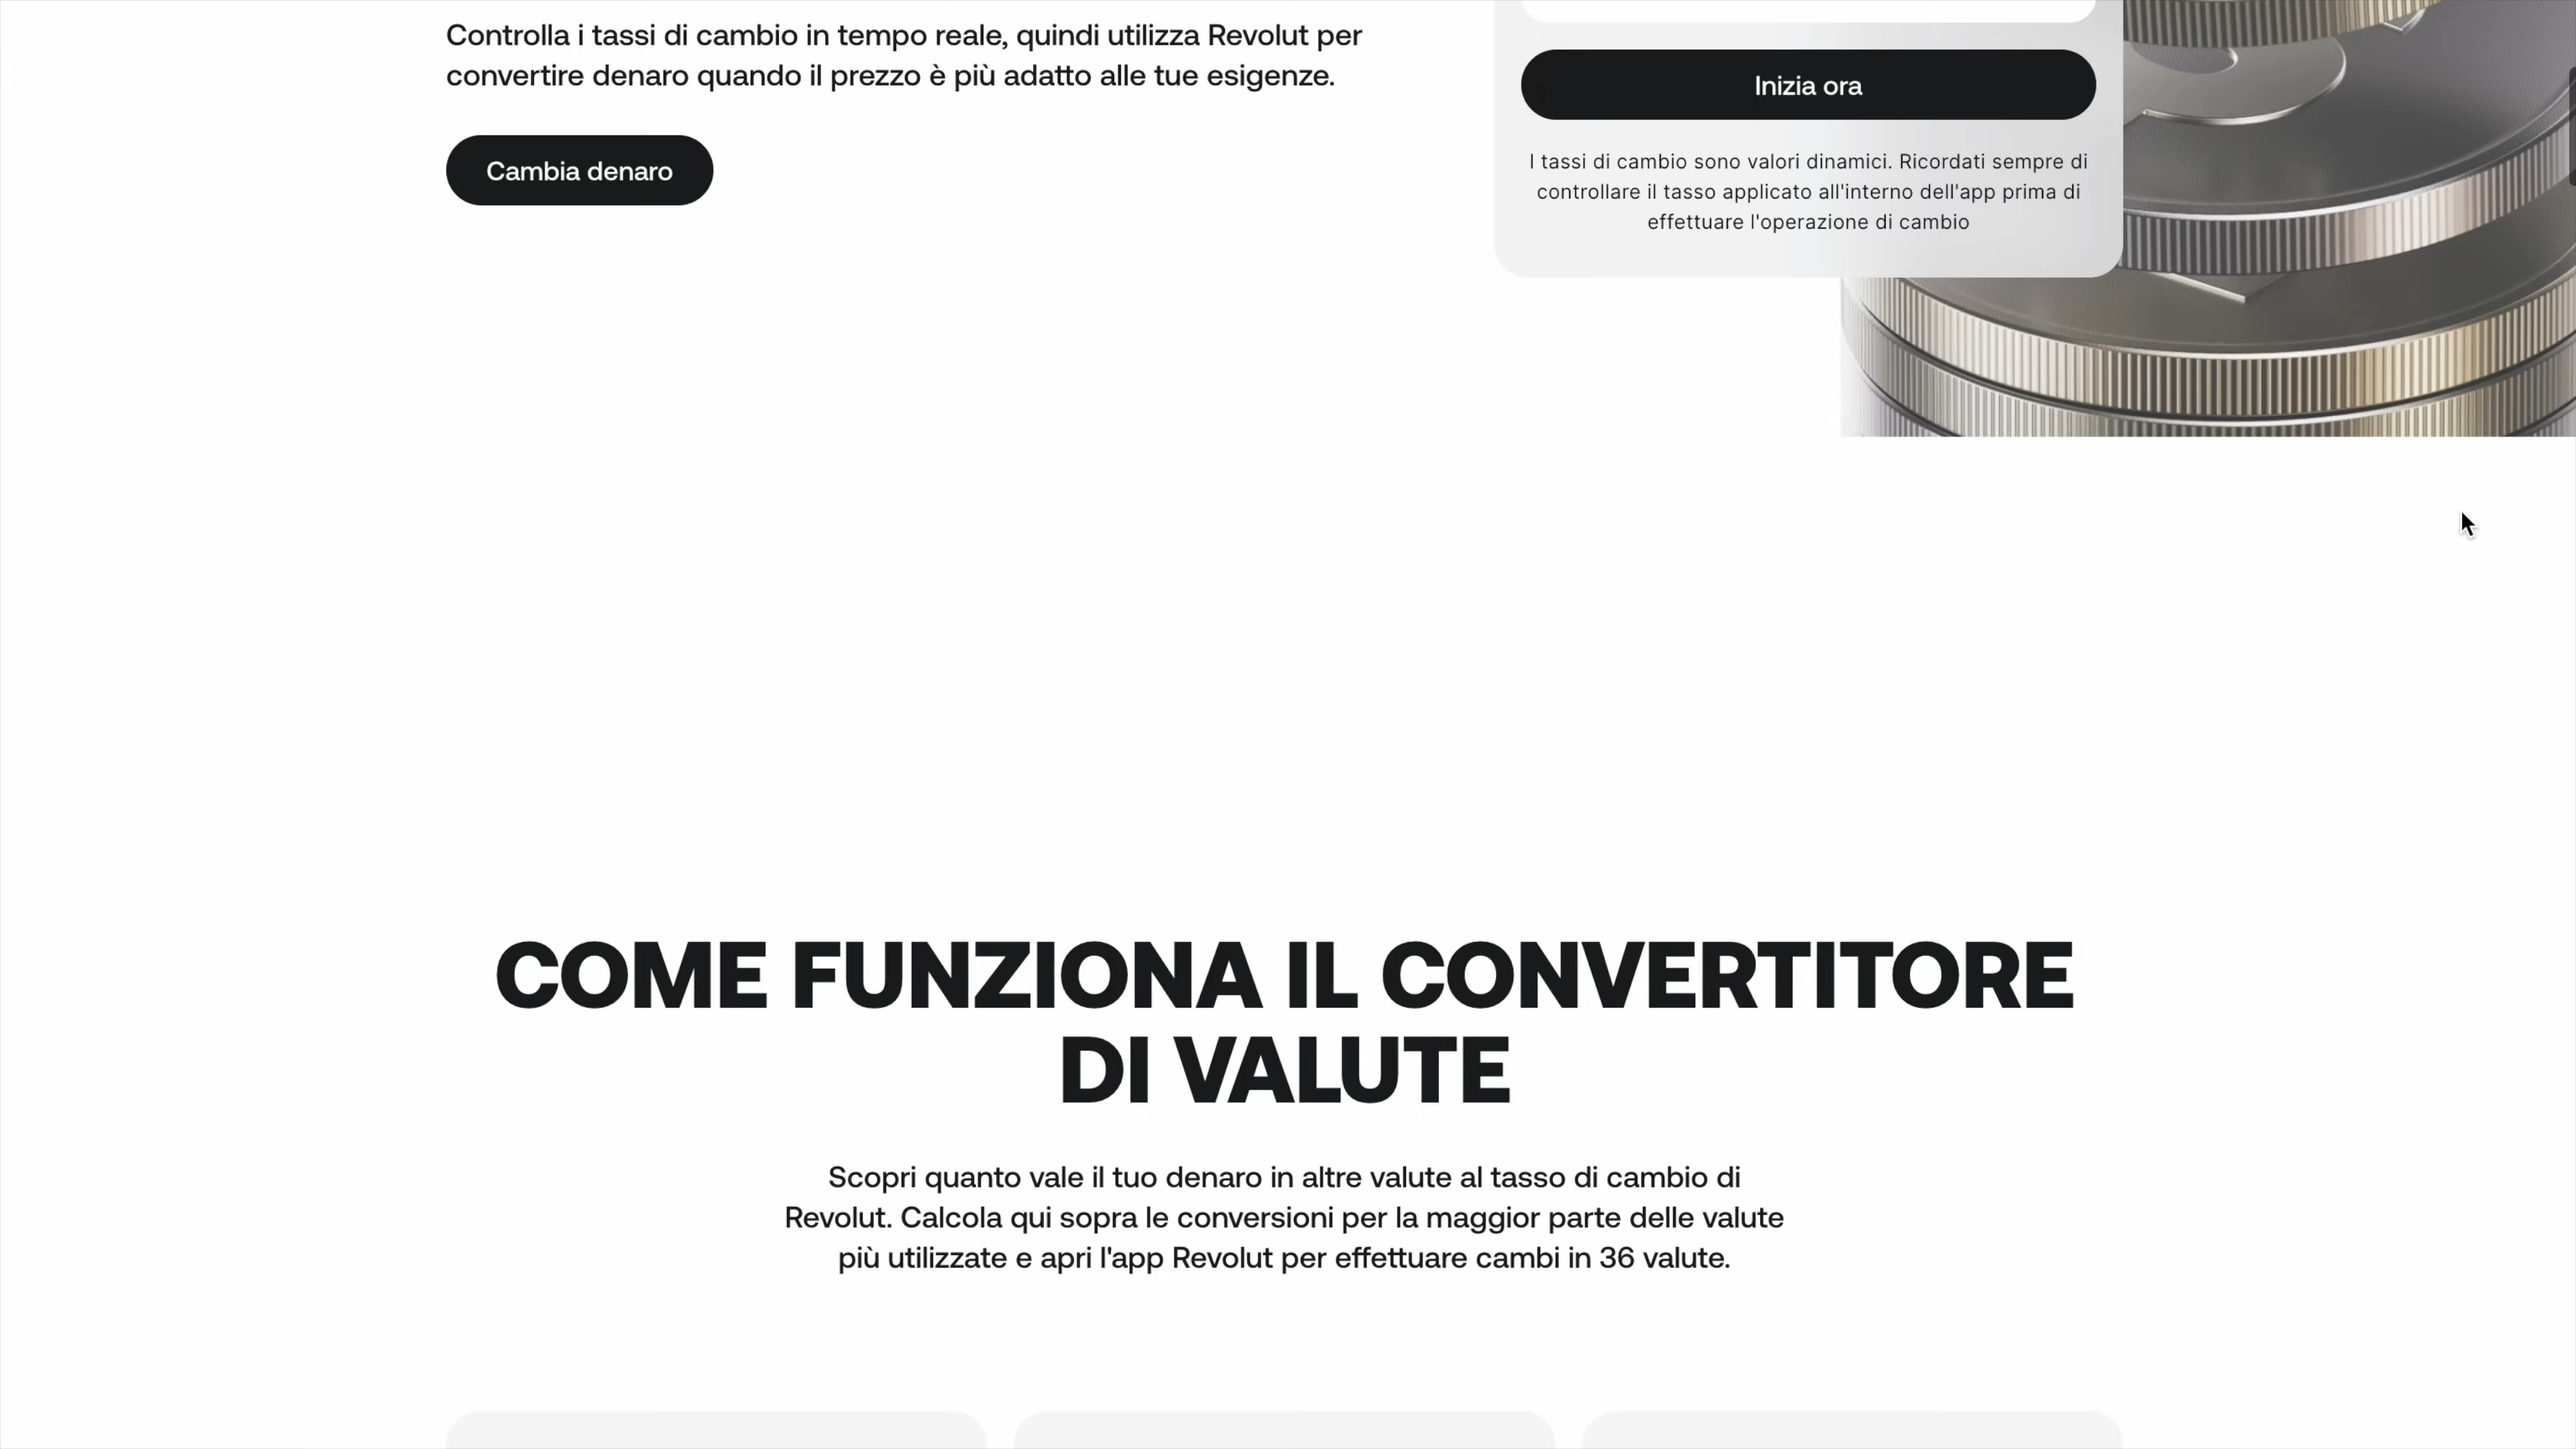 Controlla i tassi di cambio in tempo reale, quindi utilizza Revolut per
convertire denaro quando il prezzo è più adatto alle tue esigenze.
Cambia denaro
Inizia ora
I tassi di cambio sono valori dinamici. Ricordati sempre di
controllare il tasso applicato all'interno dell'app prima di
effettuare l'operazione di cambio
COME FUNZIONA IL CONVERTITORE
DI VALUTE
Scopri quanto vale il tuo denaro in altre valute al tasso di cambio di
Revolut. Calcola qui sopra le conversioni per la maggior parte delle valute
più utilizzate e apri l'app Revolut per effettuare cambi in 36 valute.